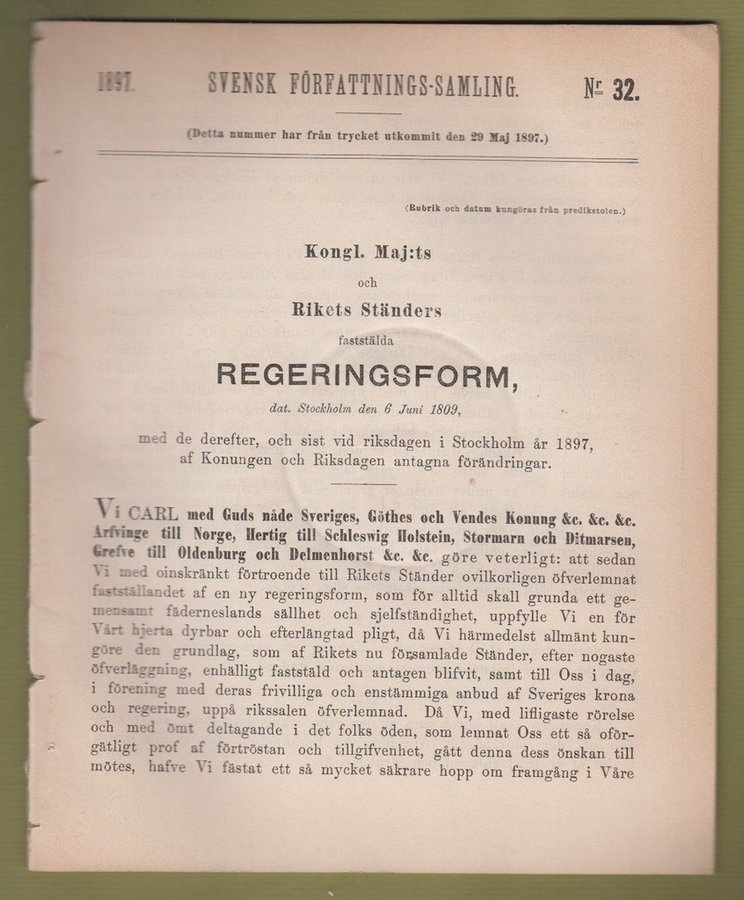 1897. SVENSK FÖRFATTNINGS-SAMLING. Nr 32.
(Detta nummer har från trycket utkommit den 29 Maj 1897.)
(Rubrik och datum kungöras från predikstolen.)
Kongl. Maj:ts
och
Rikets Ständers
faststälda
REGERINGSFORM,
dat. Stockholm den 6 Juni 1809,
med de derefter, och sist vid riksdagen i Stockholm år 1897,
af Konungen och Riksdagen antagna förändringar.
Vi CARL med Guds nåde Sveriges, Göthes och Vendes Konung &c. &c. &c.
Arfvinge till Norge, Hertig till Schleswig Holstein, Stormarn och Ditmarsen,
Grefve till Oldenburg och Delmenhorst &c. &c. göre veterligt: att sedan
Vi med oinskränkt förtroende till Rikets Ständer ovilkorligen öfverlemnat
fastställandet af en ny regeringsform, som för alltid skall grunda ett ge-
mensamt fäderneslands sällhet och sjelfständighet, uppfylle Vi en för
Vårt hjerta dyrbar och efterlängtad pligt, då Vi härmedelst allmänt kun-
göre den grundlag, som af Rikets nu församlade Ständer, efter nogaste
öfverläggning, enhälligt faststäld och antagen blifvit, samt till Oss i dag,
i förening med deras frivilliga och enstämmiga anbud af Sveriges krona
och regering, uppå rikssalen öfverlemnad. Då Vi, med lifligaste rörelse
och med ömt deltagande i det folks öden, som lemnat Oss ett så oför-
gätligt prof af förtröstan och tillgifvenhet, gått denna dess önskan till
mötes, hafve Vi fästat ett så mycket säkrare hopp om framgång i Våre